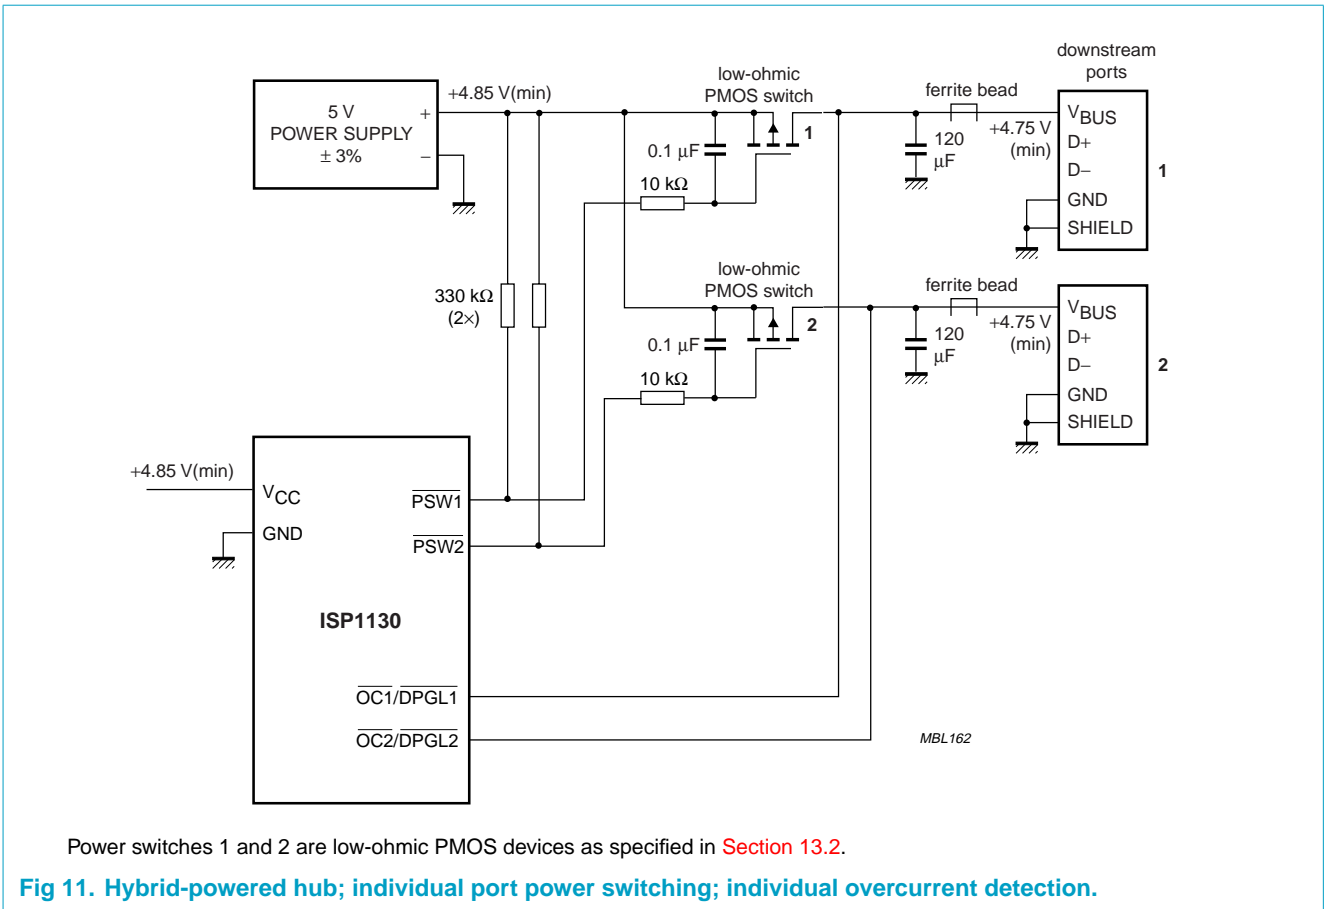 downstream
ports
low-ohmic
PMOS switch
ferrite bead
+4.85 V(min)
5 V
POWER SUPPLY
± 3%
+
−
1
0.1 µF
10 kΩ
120
µF
+4.75 V
(min)
VBUS
D+
D−
GND
SHIELD
1
low-ohmic
PMOS switch
ferrite bead
330 kΩ
(2×)
2
0.1 µF
10 kΩ
120
µF
+4.75 V
(min)
VBUS
D+
D−
GND
SHIELD
2
+4.85 V(min)
VCC
GND
PSW1
PSW2
ISP1130
OC1/DPGL1
OC2/DPGL2
MBL162
Power switches 1 and 2 are low-ohmic PMOS devices as specified in Section 13.2.
Fig 11. Hybrid-powered hub; individual port power switching; individual overcurrent detection.